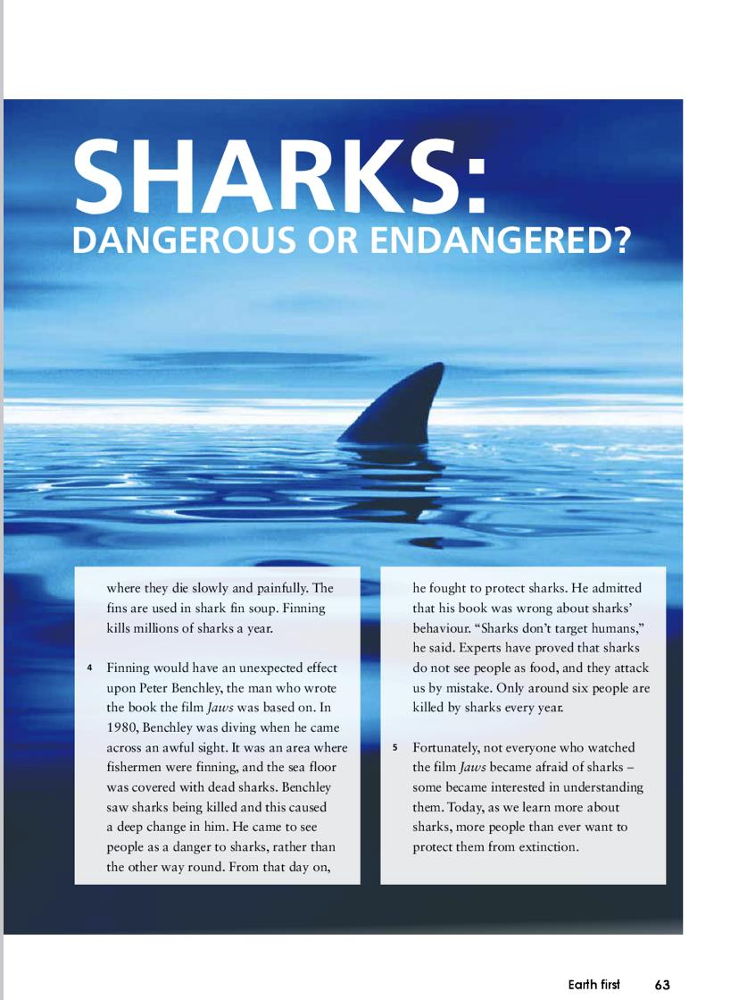 SHARKS:
DANGEROUS OR ENDANGERED?
where they die slowly and painfully. The
fins are used in shark fin soup. Finning
kills millions of sharks a year.
4 Finning would have an unexpected effect
upon Peter Benchley, the man who wrote
the book the film Jaws was based on. In
1980, Benchley was diving when he came
across an awful sight. It was an area where
fishermen were finning, and the sea floor
was covered with dead sharks. Benchley
saw sharks being killed and this caused
a deep change in him. He came to see
people as a danger to sharks, rather than
the other way round. From that day on,
he fought to protect sharks. He admitted
that his book was wrong about sharks’
behaviour. “Sharks don’t target humans,”
he said. Experts have proved that sharks
do not see people as food, and they attack
us by mistake. Only around six people are
killed by sharks every year.
5 Fortunately, not everyone who watched
the film Jaws became afraid of sharks –
some became interested in understanding
them. Today, as we learn more about
sharks, more people than ever want to
protect them from extinction.
Earth first 63